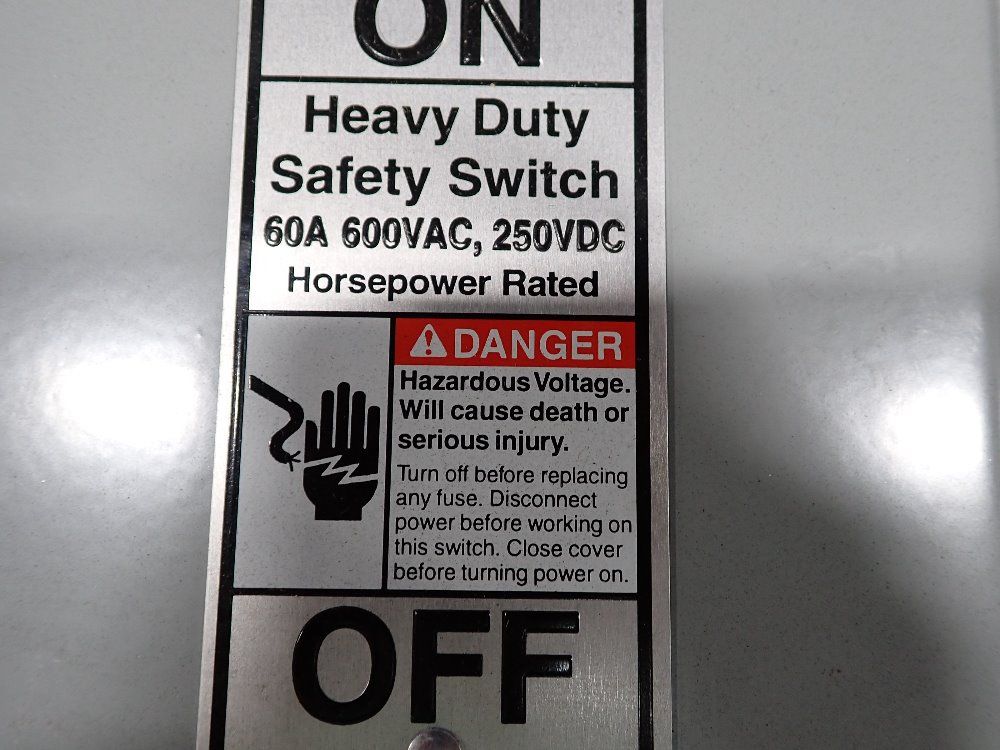 ON
Heavy Duty
Safety Switch
60A 600VAC, 250VDC
Horsepower Rated
DANGER
Hazardous Voltage.
Will cause death or
serious injury.
Turn off before replacing
any fuse. Disconnect
power before working on
this switch. Close cover
before turning power on.
OFF